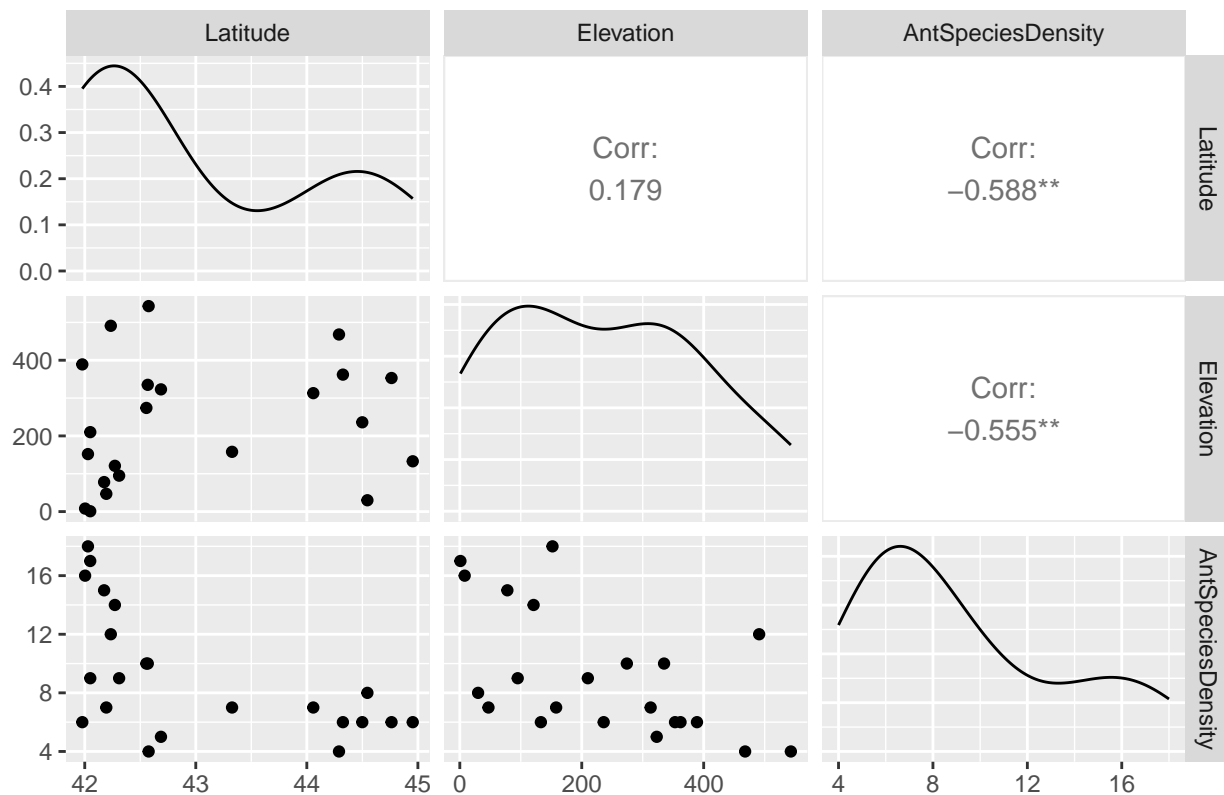 Latitude
Elevation
AntSpeciesDensity
0.4
0.3
0.2
0.1
0.0
Corr:
0.179
Corr:
−0.588**
Latitude
400
200
0
Corr:
−0.555**
Elevation
16
12
8
4
AntSpeciesDensity
42 43 44 45
0 200 400
4 8 12 16